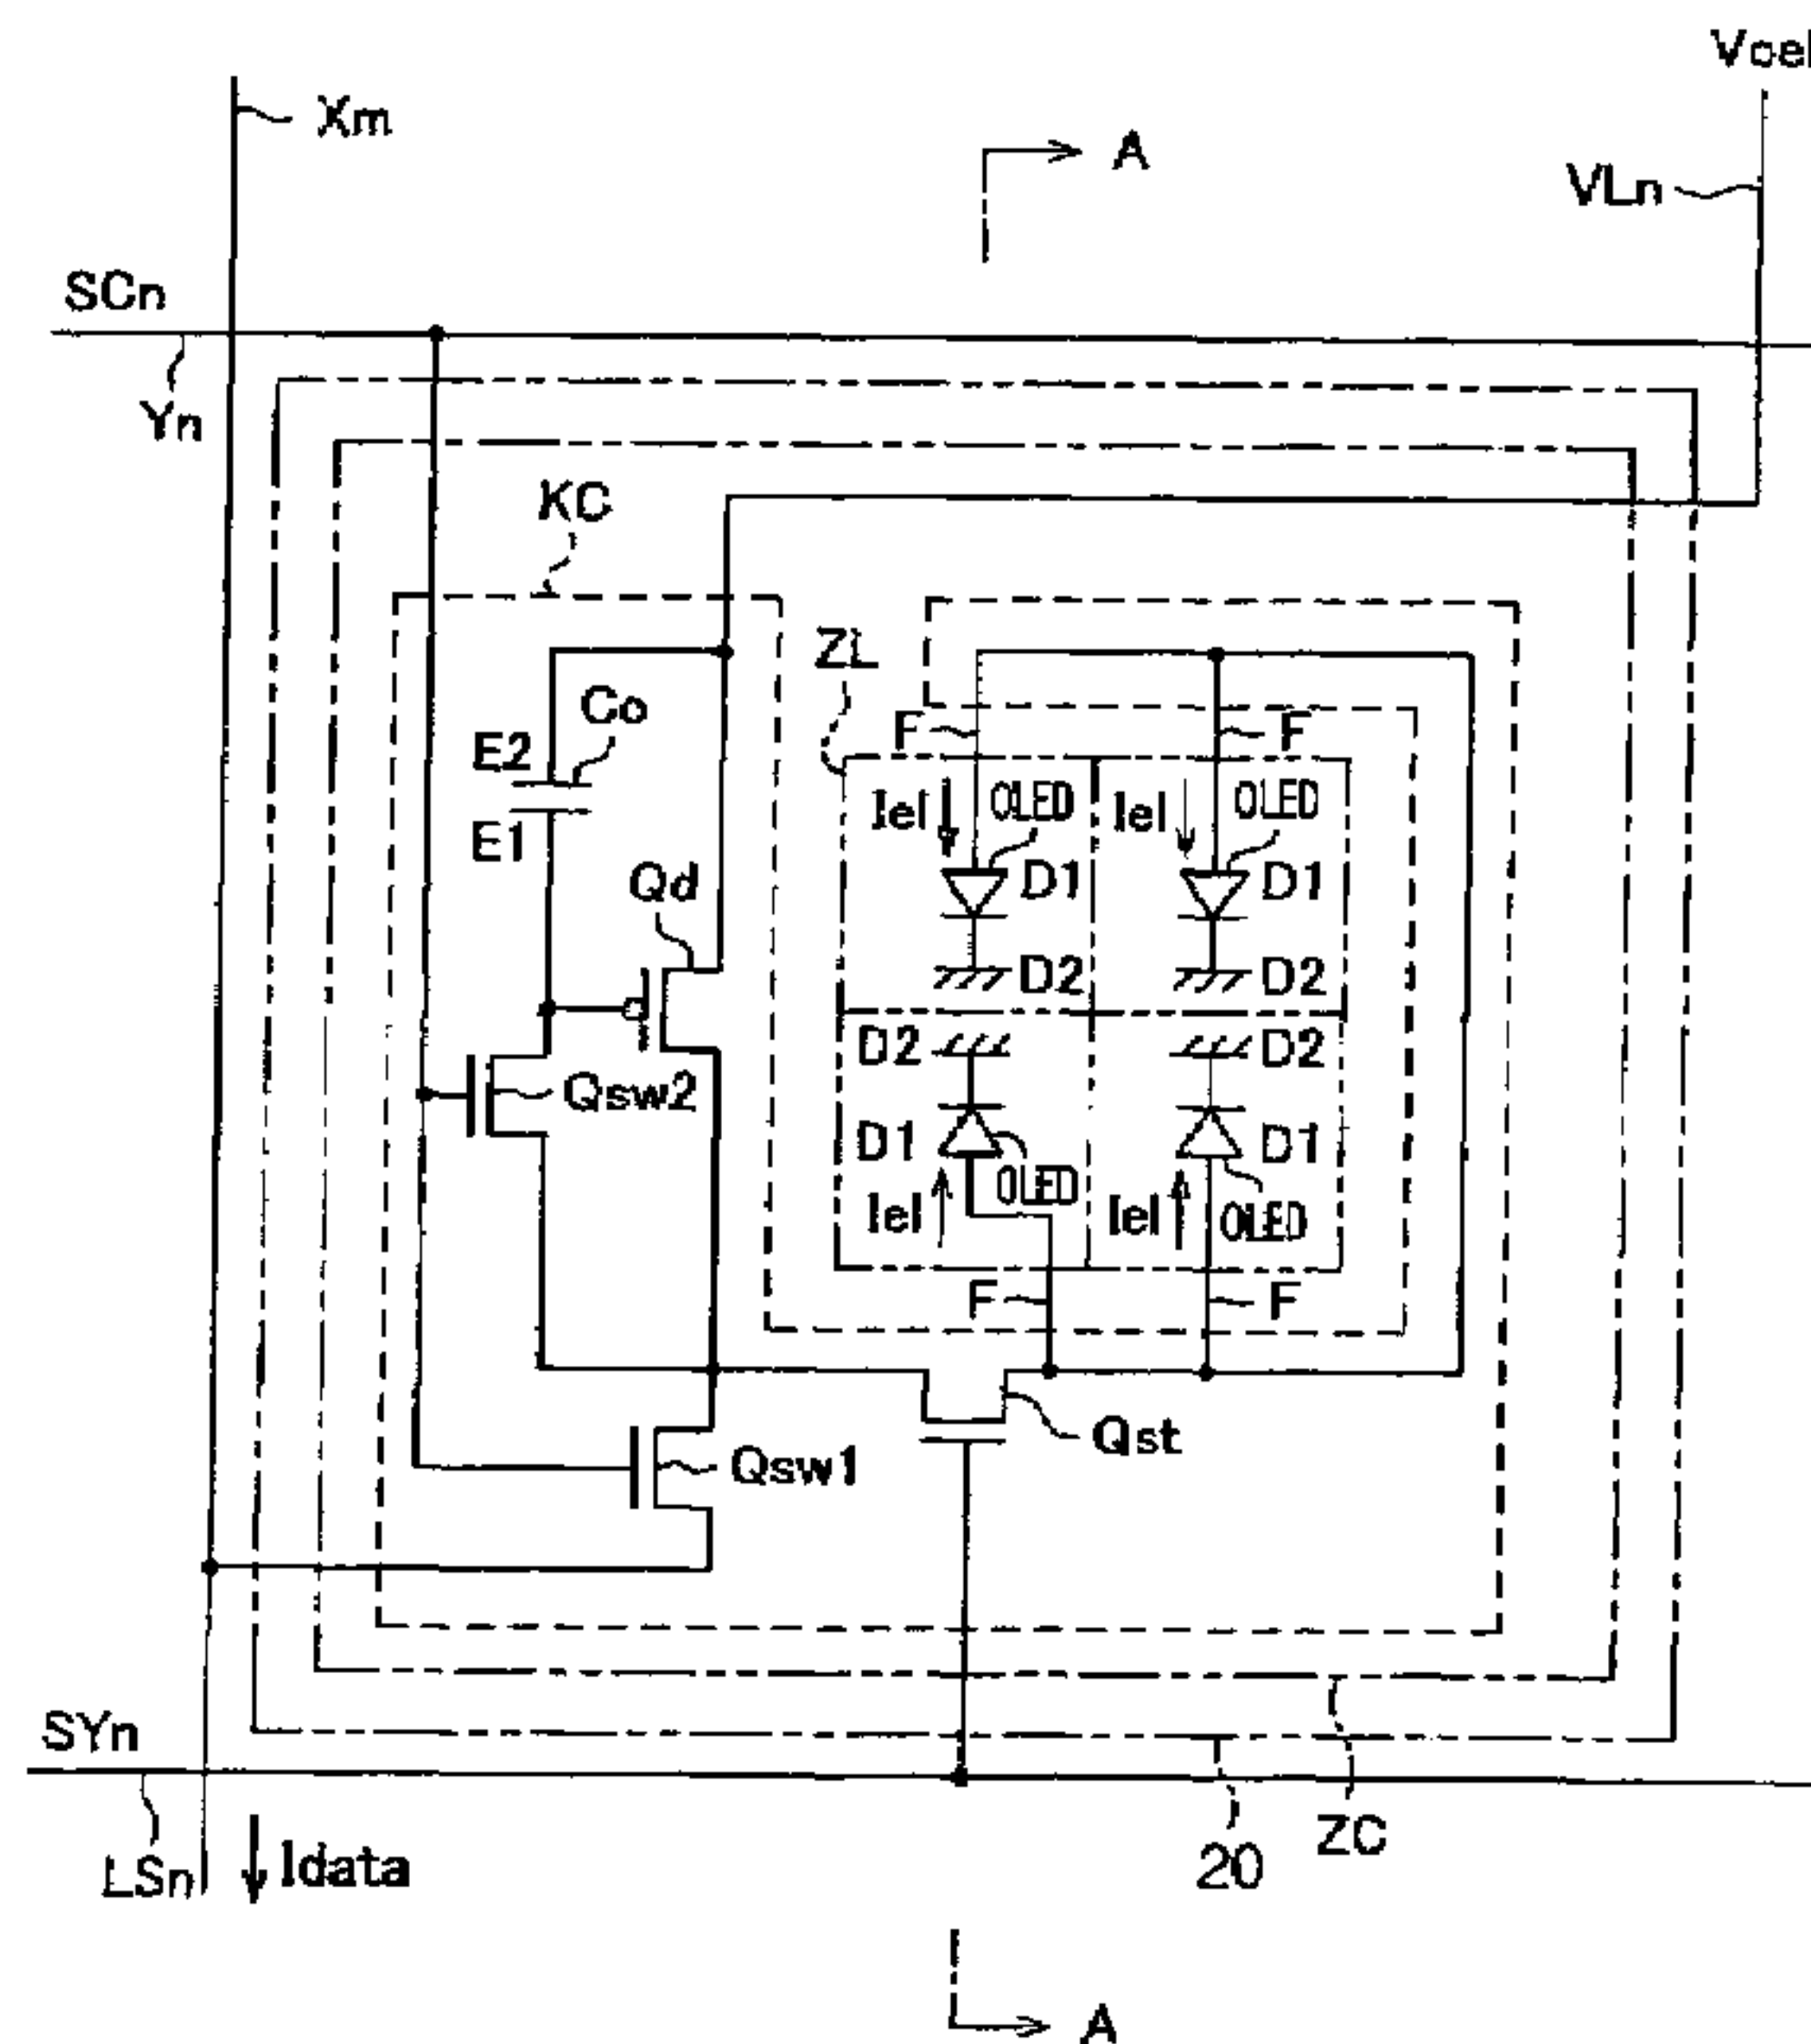 Vcel
Xm
A
VLn
SCn
Yn
KC
ZL
Co
F
F
E2
Iel
OLED
Iel
OLED
E1
Qd
D1
D1
D2
D2
D2
D2
Qsw2
D1
D1
OLED
Iel
Iel
OLED
F
F
Qst
Qsw1
SYn
ZC
20
LSn
Idata
A